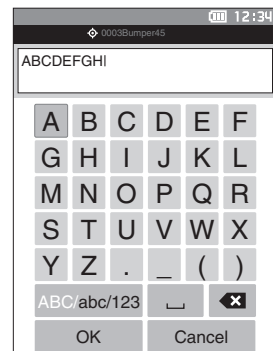 12:34
0003Bumper45
ABCDEFGHI
A B C D E F
G H I J K L
M N O P Q R
S T U V W X
Y Z . _ ( )
ABC/abc/123
OK Cancel